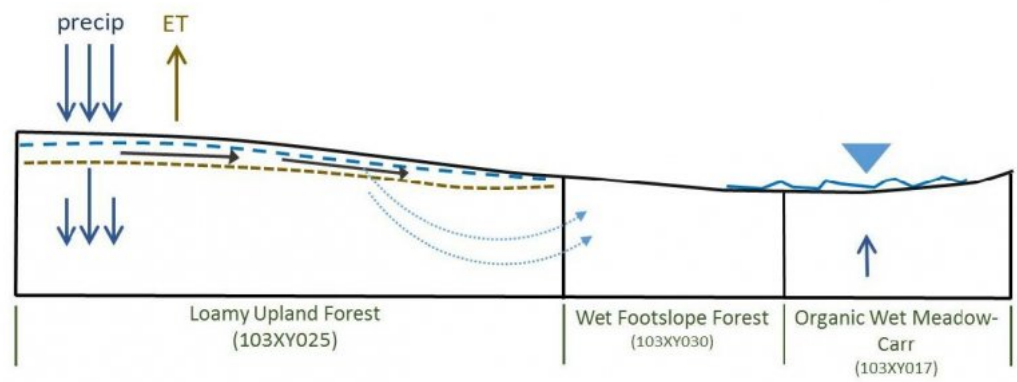 precip
ET
Loamy Upland Forest
(103XY025)
Wet Footslope Forest
(103XY030)
Organic Wet Meadow-
Carr
(103XY017)